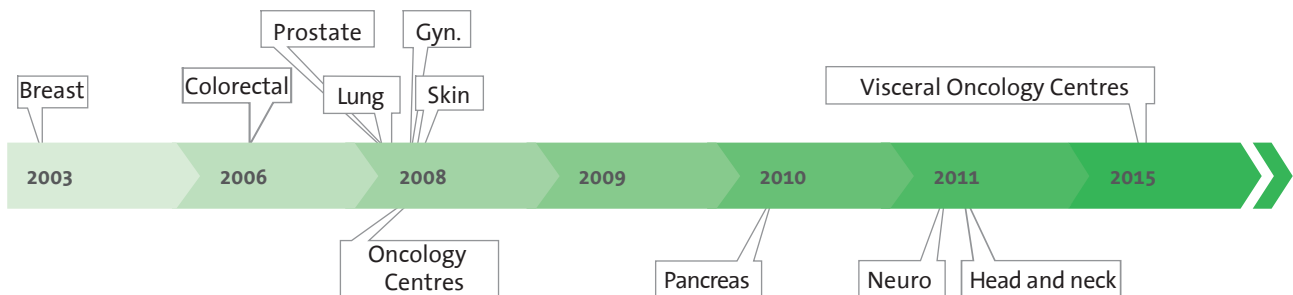 Prostate
Gyn.
Breast
Colorectal
Lung
Skin
Visceral Oncology Centres
2003
2006
2008
2009
2010
2011
2015
Oncology
Centres
Pancreas
Neuro
Head and neck